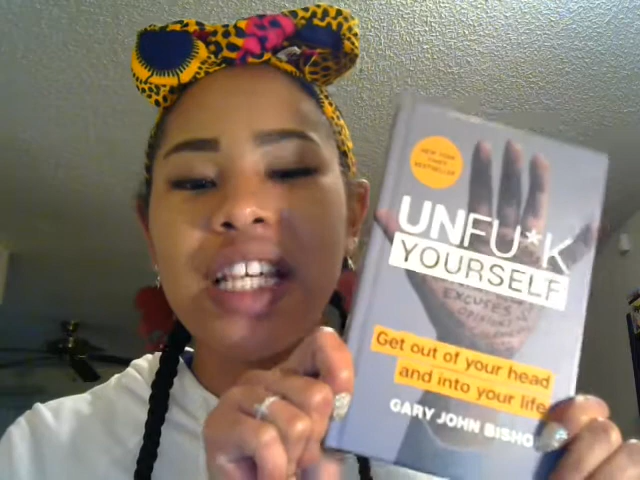 NEW YORK
TIMES
BESTSELLER
UNFU*K
YOURSELF
EXCUSES &
OPINIONS
Get out of your head
and into your life
GARY JOHN BISHO